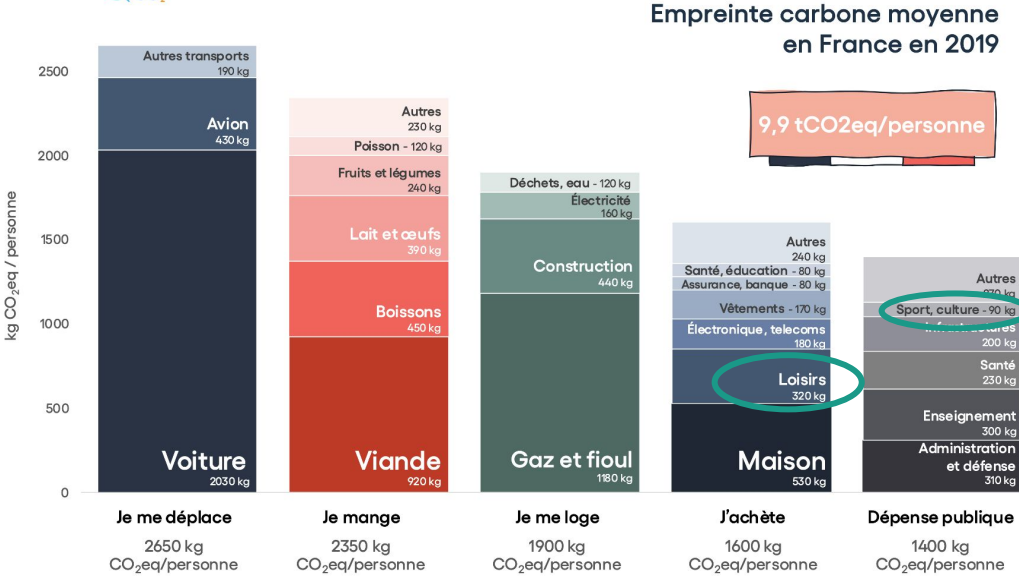 Empreinte carbone moyenne
en France en 2019
9,9 tCO2eq/personne
kg CO₂eq / personne
2500
2000
1500
1000
500
0
Autres transports
190 kg
Avion
430 kg
Voiture
2030 kg
Autres
230 kg
Poisson - 120 kg
Fruits et légumes
240 kg
Lait et œufs
390 kg
Boissons
450 kg
Viande
920 kg
Déchets, eau - 120 kg
Électricité
160 kg
Construction
440 kg
Gaz et fioul
1180 kg
Autres
240 kg
Santé, éducation - 80 kg
Assurance, banque - 80 kg
Vêtements - 170 kg
Électronique, telecoms
180 kg
Loisirs
320 kg
Maison
530 kg
Autres
Sport, culture - 90 kg
Infrastructures
200 kg
Santé
230 kg
Enseignement
300 kg
Administration
et défense
310 kg
Je me déplace
2650 kg
CO₂eq/personne
Je mange
2350 kg
CO₂eq/personne
Je me loge
1900 kg
CO₂eq/personne
J'achète
1600 kg
CO₂eq/personne
Dépense publique
1400 kg
CO₂eq/personne